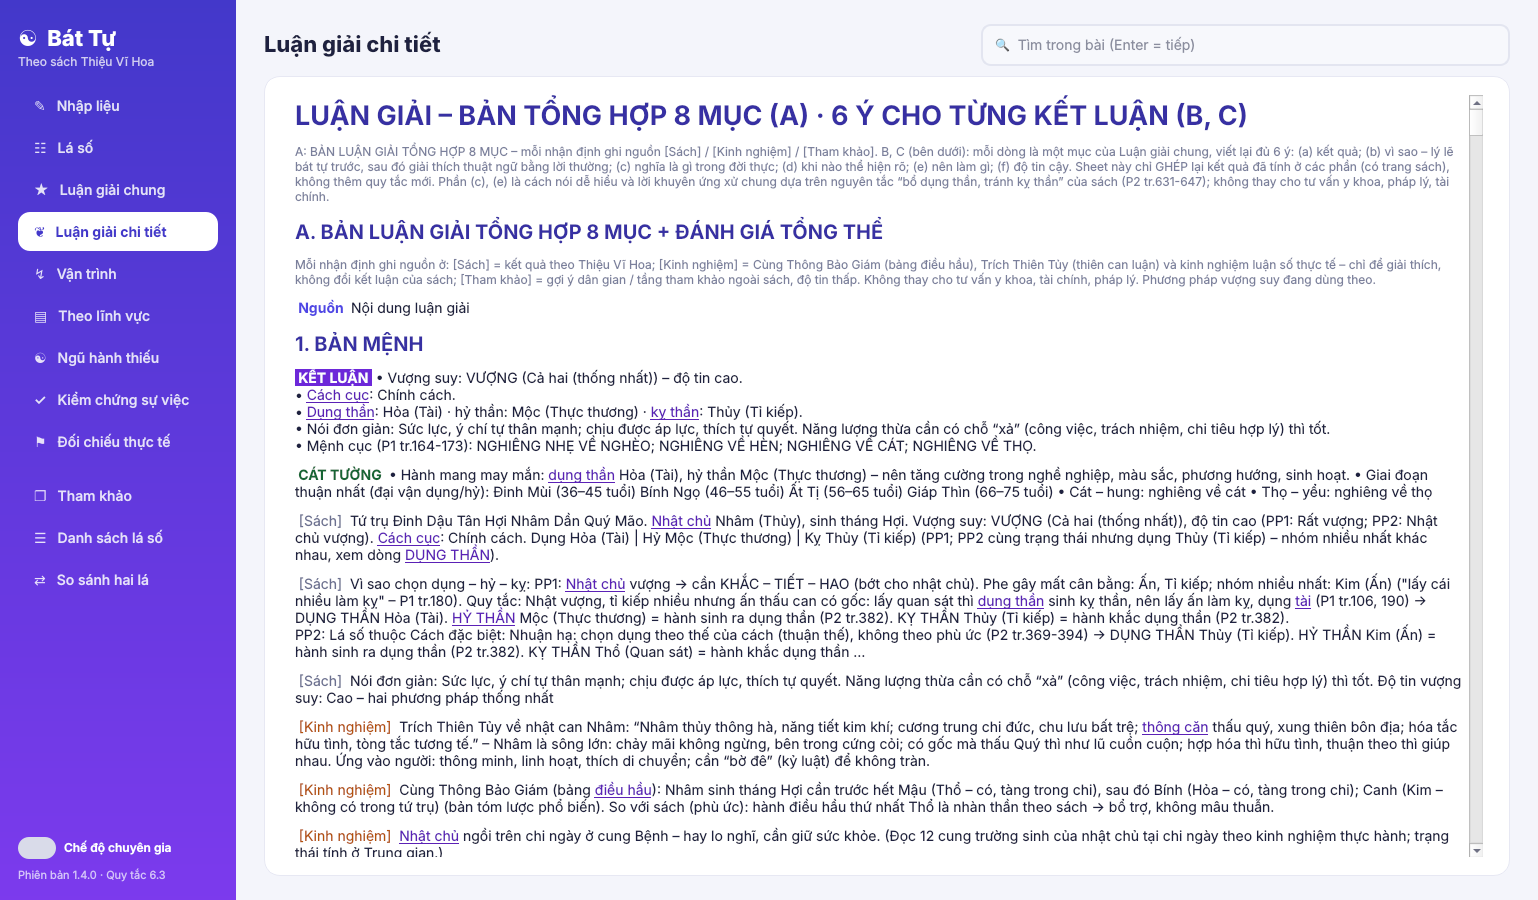 ☯ Bát Tự
Theo sách Thiệu Vĩ Hoa
✎ Nhập liệu
☷ Lá số
★ Luận giải chung
❦ Luận giải chi tiết
↯ Vận trình
▤ Theo lĩnh vực
☯ Ngũ hành thiếu
✓ Kiểm chứng sự việc
⚑ Đối chiếu thực tế
❐ Tham khảo
☰ Danh sách lá số
⇄ So sánh hai lá
Chế độ chuyên gia
Phiên bản 1.4.0 · Quy tắc 6.3
Luận giải chi tiết
🔍 Tìm trong bài (Enter = tiếp)
LUẬN GIẢI – BẢN TỔNG HỢP 8 MỤC (A) · 6 Ý CHO TỪNG KẾT LUẬN (B, C)
A: BẢN LUẬN GIẢI TỔNG HỢP 8 MỤC – mỗi nhận định ghi nguồn [Sách] / [Kinh nghiệm] / [Tham khảo]. B, C (bên dưới): mỗi dòng là một mục của Luận giải chung, viết lại đủ 6 ý: (a) kết quả; (b) vì sao – lý lẽ
bát tự trước, sau đó giải thích thuật ngữ bằng lời thường; (c) nghĩa là gì trong đời thực; (d) khi nào thể hiện rõ; (e) nên làm gì; (f) độ tin cậy. Sheet này chỉ GHÉP lại kết quả đã tính ở các phần (có trang sách),
không thêm quy tắc mới. Phần (c), (e) là cách nói dễ hiểu và lời khuyên ứng xử chung dựa trên nguyên tắc “bổ dụng thần, tránh kỵ thần” của sách (P2 tr.631-647); không thay cho tư vấn y khoa, pháp lý, tài
chính.
A. BẢN LUẬN GIẢI TỔNG HỢP 8 MỤC + ĐÁNH GIÁ TỔNG THỂ
Mỗi nhận định ghi nguồn ở: [Sách] = kết quả theo Thiệu Vĩ Hoa; [Kinh nghiệm] = Cùng Thông Bảo Giám (bảng điều hầu), Trích Thiên Tủy (thiên can luận) và kinh nghiệm luận số thực tế – chỉ để giải thích,
không đổi kết luận của sách; [Tham khảo] = gợi ý dân gian / tầng tham khảo ngoài sách, độ tin thấp. Không thay cho tư vấn y khoa, tài chính, pháp lý. Phương pháp vượng suy đang dùng theo.
Nguồn Nội dung luận giải
1. BẢN MỆNH
KẾT LUẬN • Vượng suy: VƯỢNG (Cả hai (thống nhất)) – độ tin cao.
• Cách cục: Chính cách.
• Dụng thần: Hỏa (Tài) · hỷ thần: Mộc (Thực thương) · kỵ thần: Thủy (Tỉ kiếp).
• Nói đơn giản: Sức lực, ý chí tự thân mạnh; chịu được áp lực, thích tự quyết. Năng lượng thừa cần có chỗ “xả” (công việc, trách nhiệm, chi tiêu hợp lý) thì tốt.
• Mệnh cục (P1 tr.164-173): NGHIÊNG NHẸ VỀ NGHÈO; NGHIÊNG VỀ HÈN; NGHIÊNG VỀ CÁT; NGHIÊNG VỀ THỌ.
CÁT TƯỜNG • Hành mang may mắn: dụng thần Hỏa (Tài), hỷ thần Mộc (Thực thương) – nên tăng cường trong nghề nghiệp, màu sắc, phương hướng, sinh hoạt. • Giai đoạn
thuận nhất (đại vận dụng/hỷ): Đinh Mùi (36–45 tuổi) Bính Ngọ (46–55 tuổi) Ất Tị (56–65 tuổi) Giáp Thìn (66–75 tuổi) • Cát – hung: nghiêng về cát • Thọ – yểu: nghiêng về thọ
[Sách] Tứ trụ Đinh Dậu Tân Hợi Nhâm Dần Quý Mão. Nhật chủ Nhâm (Thủy), sinh tháng Hợi. Vượng suy: VƯỢNG (Cả hai (thống nhất)), độ tin cao (PP1: Rất vượng; PP2: Nhật
chủ vượng). Cách cục: Chính cách. Dụng Hỏa (Tài) | Hỷ Mộc (Thực thương) | Kỵ Thủy (Tỉ kiếp) (PP1; PP2 cùng trạng thái nhưng dụng Thủy (Tỉ kiếp) – nhóm nhiều nhất khác
nhau, xem dòng DỤNG THẦN).
[Sách] Vì sao chọn dụng – hỷ – kỵ: PP1: Nhật chủ vượng → cần KHẮC – TIẾT – HAO (bớt cho nhật chủ). Phe gây mất cân bằng: Ấn, Tỉ kiếp; nhóm nhiều nhất: Kim (Ấn) ("lấy cái
nhiều làm kỵ" – P1 tr.180). Quy tắc: Nhật vượng, tỉ kiếp nhiều nhưng ấn thấu can có gốc: lấy quan sát thì dụng thần sinh kỵ thần, nên lấy ấn làm kỵ, dụng tài (P1 tr.106, 190) →
DỤNG THẦN Hỏa (Tài). HỶ THẦN Mộc (Thực thương) = hành sinh ra dụng thần (P2 tr.382). KỴ THẦN Thủy (Tỉ kiếp) = hành khắc dụng thần (P2 tr.382).
PP2: Lá số thuộc Cách đặc biệt: Nhuận hạ: chọn dụng theo thế của cách (thuận thế), không theo phù ức (P2 tr.369-394) → DỤNG THẦN Thủy (Tỉ kiếp). HỶ THẦN Kim (Ấn) =
hành sinh ra dụng thần (P2 tr.382). KỴ THẦN Thổ (Quan sát) = hành khắc dụng thần ...
[Sách] Nói đơn giản: Sức lực, ý chí tự thân mạnh; chịu được áp lực, thích tự quyết. Năng lượng thừa cần có chỗ “xả” (công việc, trách nhiệm, chi tiêu hợp lý) thì tốt. Độ tin vượng
suy: Cao – hai phương pháp thống nhất
[Kinh nghiệm] Trích Thiên Tủy về nhật can Nhâm: “Nhâm thủy thông hà, năng tiết kim khí; cương trung chi đức, chu lưu bất trệ; thông căn thấu quý, xung thiên bôn địa; hóa tắc
hữu tình, tòng tắc tương tế.” – Nhâm là sông lớn: chảy mãi không ngừng, bên trong cứng cỏi; có gốc mà thấu Quý thì như lũ cuồn cuộn; hợp hóa thì hữu tình, thuận theo thì giúp
nhau. Ứng vào người: thông minh, linh hoạt, thích di chuyển; cần “bờ đê” (kỷ luật) để không tràn.
[Kinh nghiệm] Cùng Thông Bảo Giám (bảng điều hầu): Nhâm sinh tháng Hợi cần trước hết Mậu (Thổ – có, tàng trong chi), sau đó Bính (Hỏa – có, tàng trong chi); Canh (Kim –
không có trong tứ trụ) (bản tóm lược phổ biến). So với sách (phù ức): hành điều hầu thứ nhất Thổ là nhàn thần theo sách → bổ trợ, không mâu thuẫn.
[Kinh nghiệm] Nhật chủ ngồi trên chi ngày ở cung Bệnh – hay lo nghĩ, cần giữ sức khỏe. (Đọc 12 cung trường sinh của nhật chủ tại chi ngày theo kinh nghiệm thực hành; trạng
thái tính ở Trung gian.)